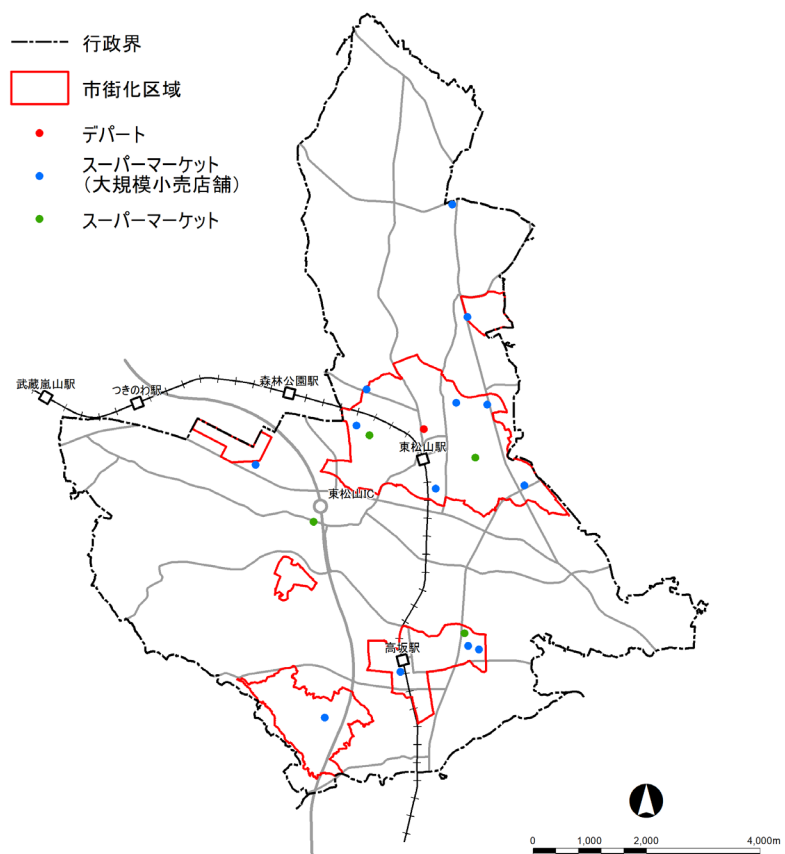 行政界
市街化区域
デパート
スーパーマーケット
（大規模小売店舗）
スーパーマーケット
武蔵嵐山駅
つきのわ駅
森林公園駅
東松山駅
東松山IC
高坂駅
0 1,000 2,000 4,000m